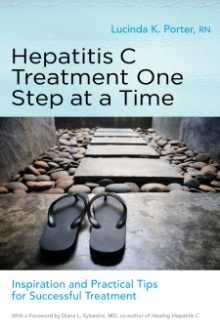 Lucinda K. Porter, RN
Hepatitis C
Treatment One
Step at a Time
Inspiration and Practical Tips
for Successful Treatment
With a Foreword by Diana L. Sylvestre, MD, co-author of Healing Hepatitis C